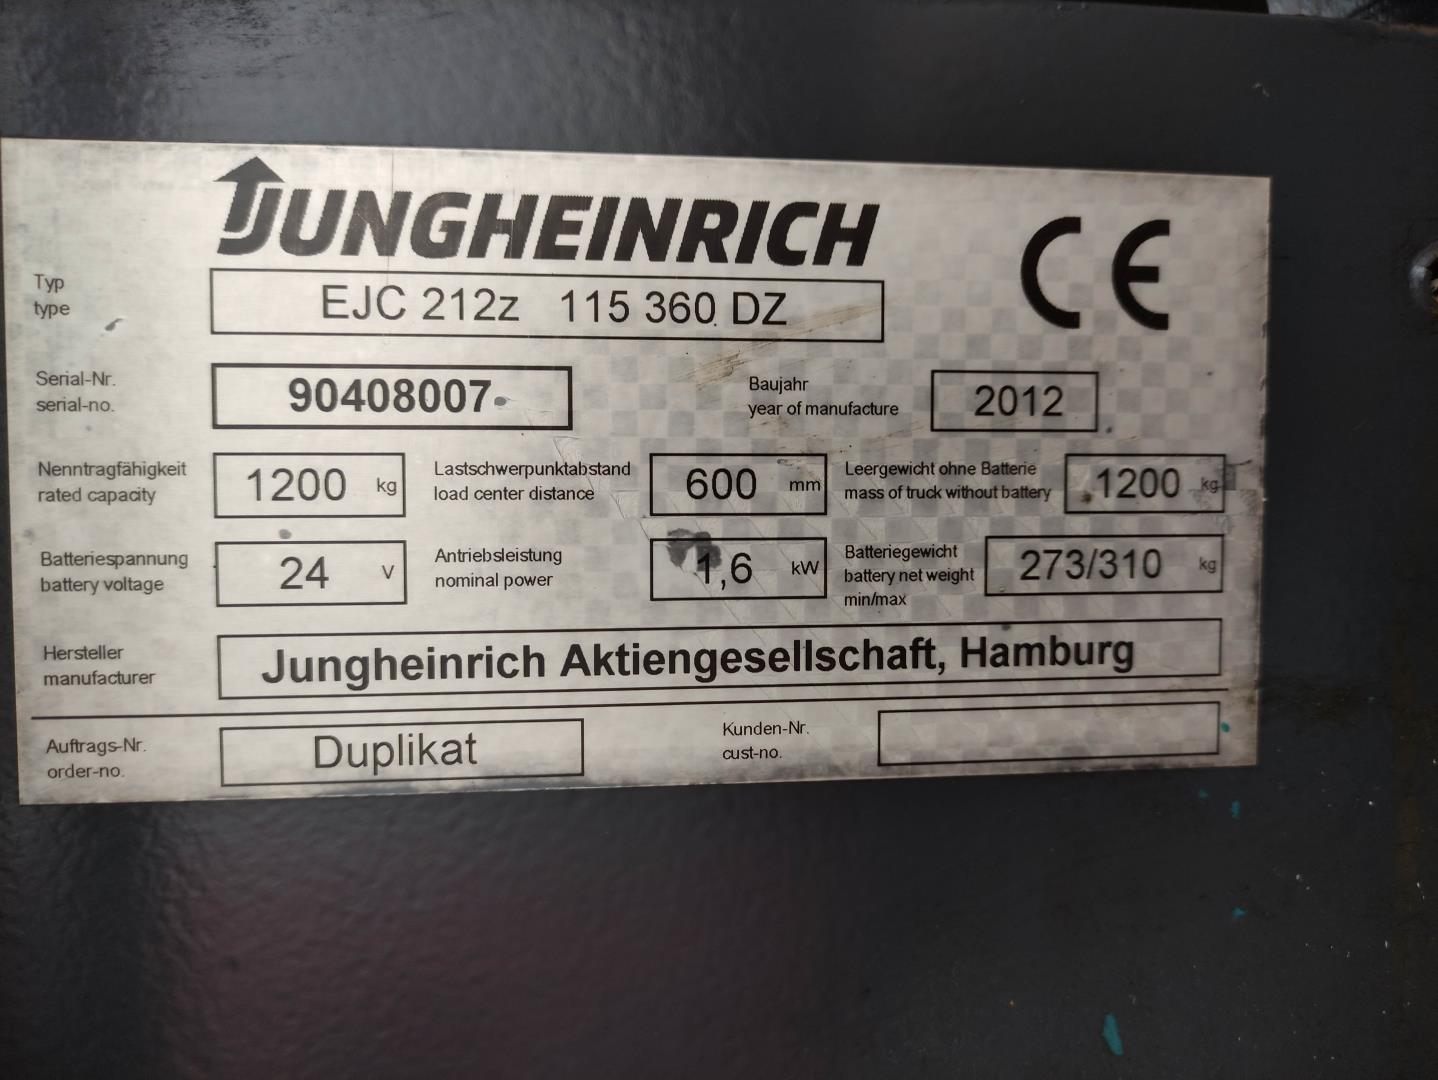 JUNGHEINRICH
CE
Typ
type
EJC 212z 115 360 DZ
Serial-Nr.
serial-no.
90408007
Baujahr
year of manufacture
2012
Nenntragfähigkeit
rated capacity
1200 kg
Lastschwerpunktabstand
load center distance
600 mm
Leergewicht ohne Batterie
mass of truck without battery
1200 kg
Batteriespannung
battery voltage
24 V
Antriebsleistung
nominal power
1,6 kW
Batteriegewicht
battery net weight
min/max
273/310 kg
Hersteller
manufacturer
Jungheinrich Aktiengesellschaft, Hamburg
Auftrags-Nr.
order-no.
Duplikat
Kunden-Nr.
cust-no.